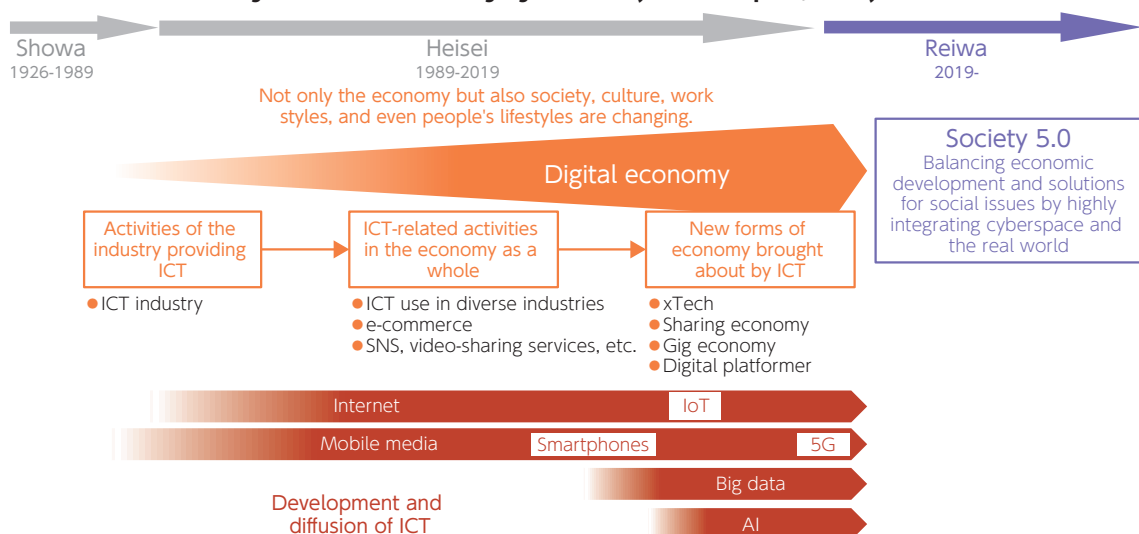 Showa
1926-1989
Heisei
1989-2019
Reiwa
2019-
Not only the economy but also society, culture, work
styles, and even people's lifestyles are changing.
Digital economy
Society 5.0
Balancing economic
development and solutions
for social issues by highly
integrating cyberspace and
the real world
Activities of the
industry providing
ICT
ICT-related activities
in the economy as a
whole
New forms of
economy brought
about by ICT
● ICT industry
● ICT use in diverse industries
● e-commerce
● SNS, video-sharing services, etc.
● xTech
● Sharing economy
● Gig economy
● Digital platformer
Internet
IoT
Mobile media
Smartphones
5G
Big data
AI
Development and
diffusion of ICT